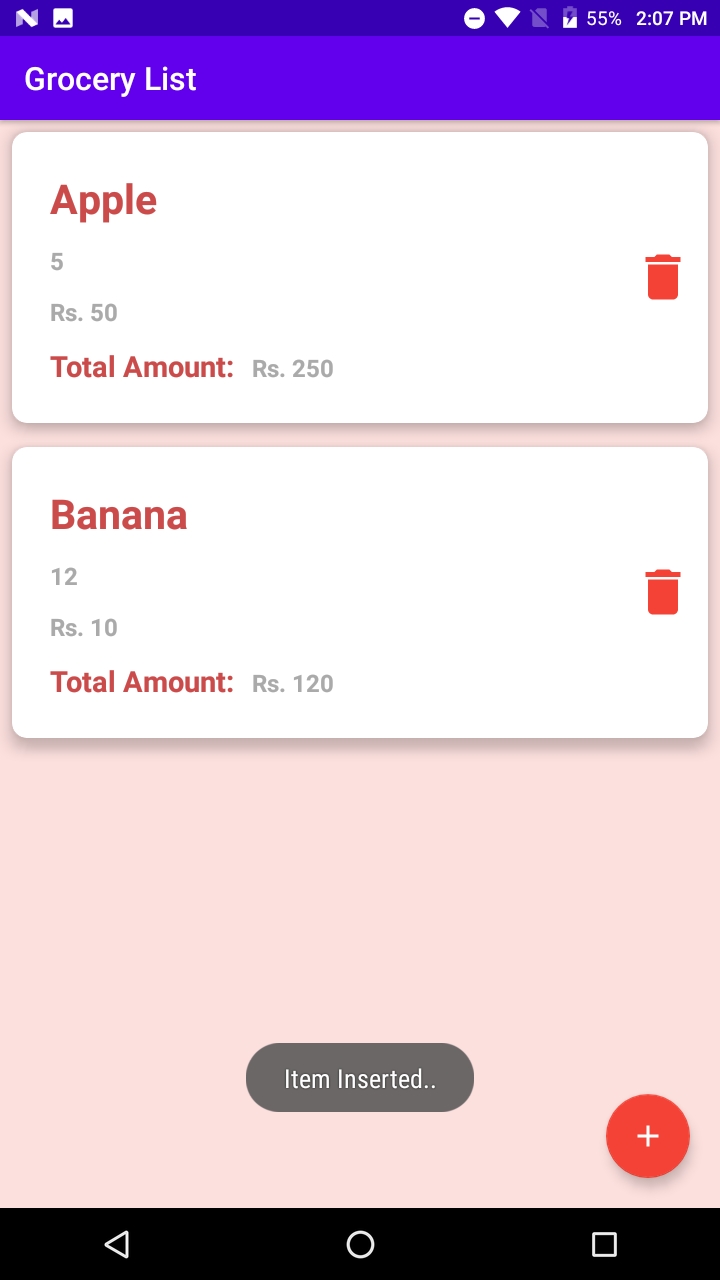 55% 2:07 PM
Grocery List
Apple
5
Rs. 50
Total Amount: Rs. 250
Banana
12
Rs. 10
Total Amount: Rs. 120
Item Inserted..